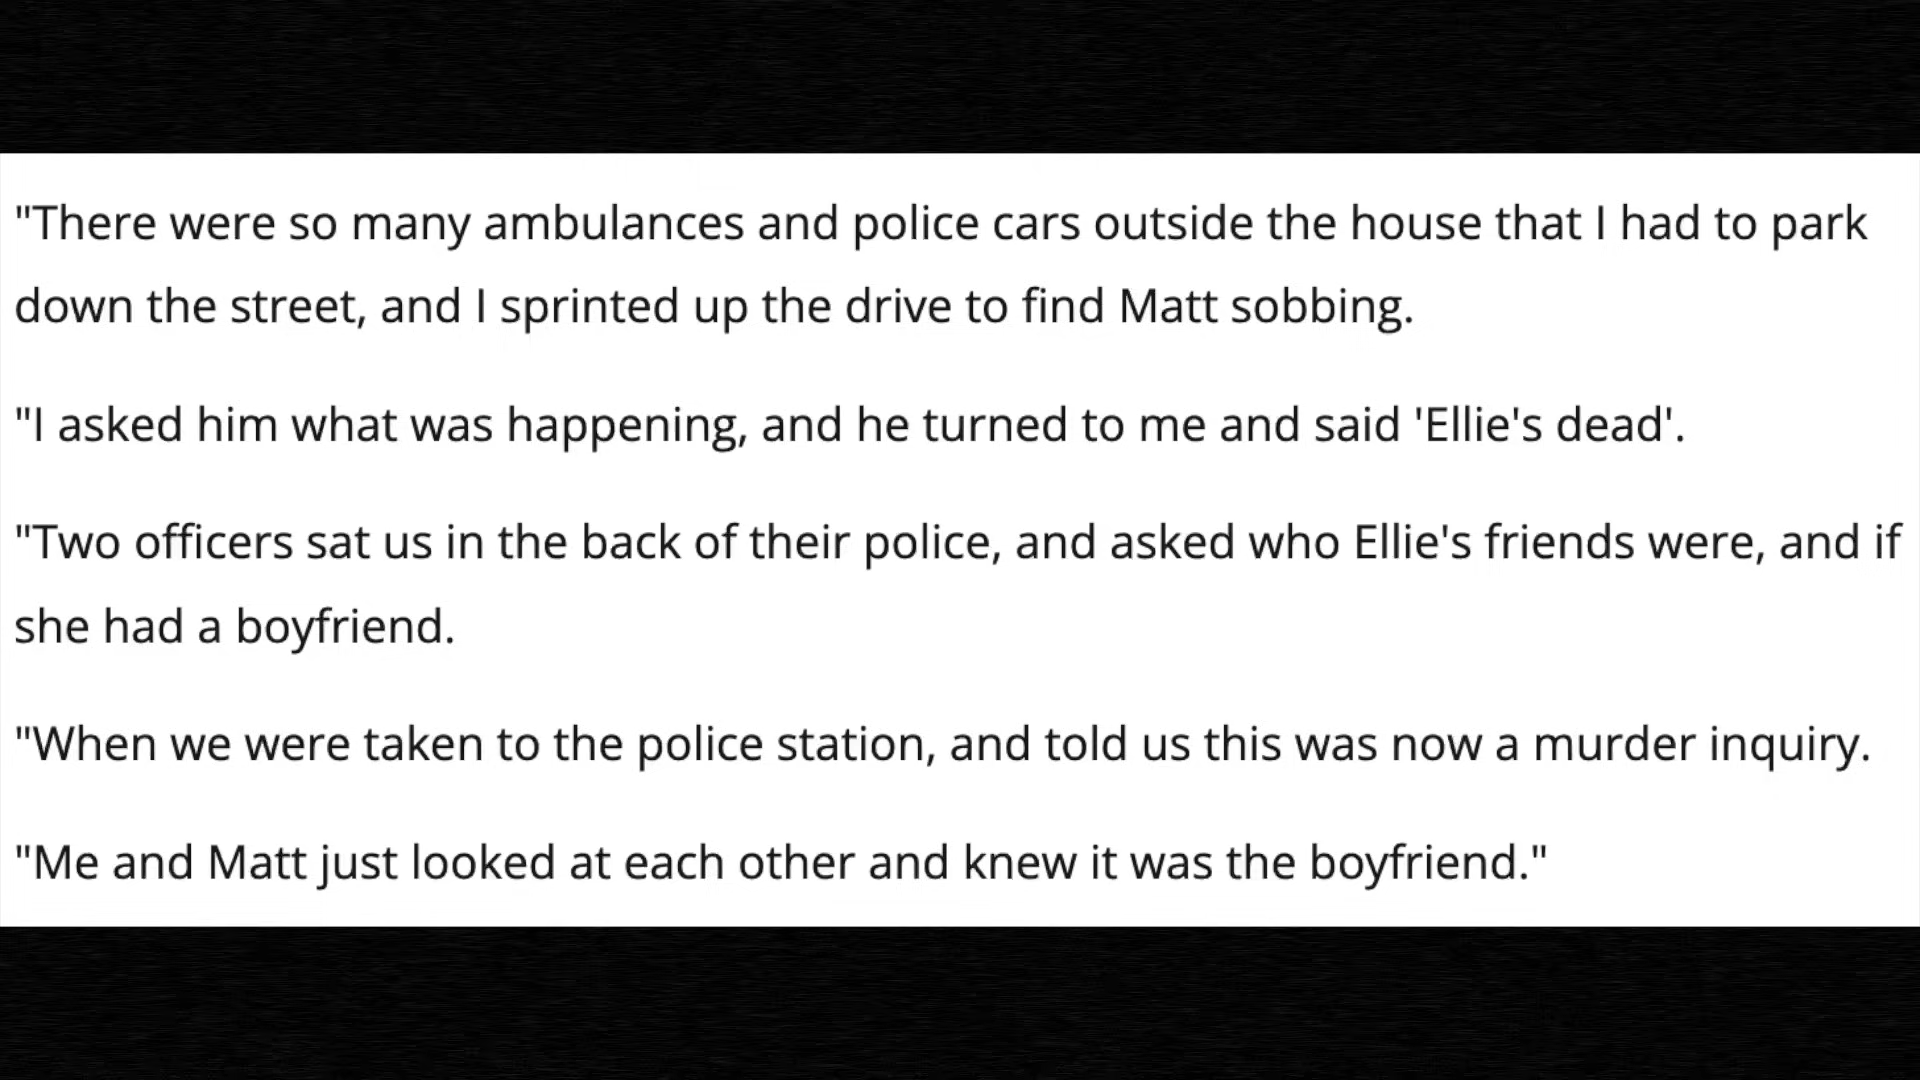 "There were so many ambulances and police cars outside the house that I had to park
down the street, and I sprinted up the drive to find Matt sobbing.
"I asked him what was happening, and he turned to me and said 'Ellie's dead'.
"Two officers sat us in the back of their police, and asked who Ellie's friends were, and if
she had a boyfriend.
"When we were taken to the police station, and told us this was now a murder inquiry.
"Me and Matt just looked at each other and knew it was the boyfriend."